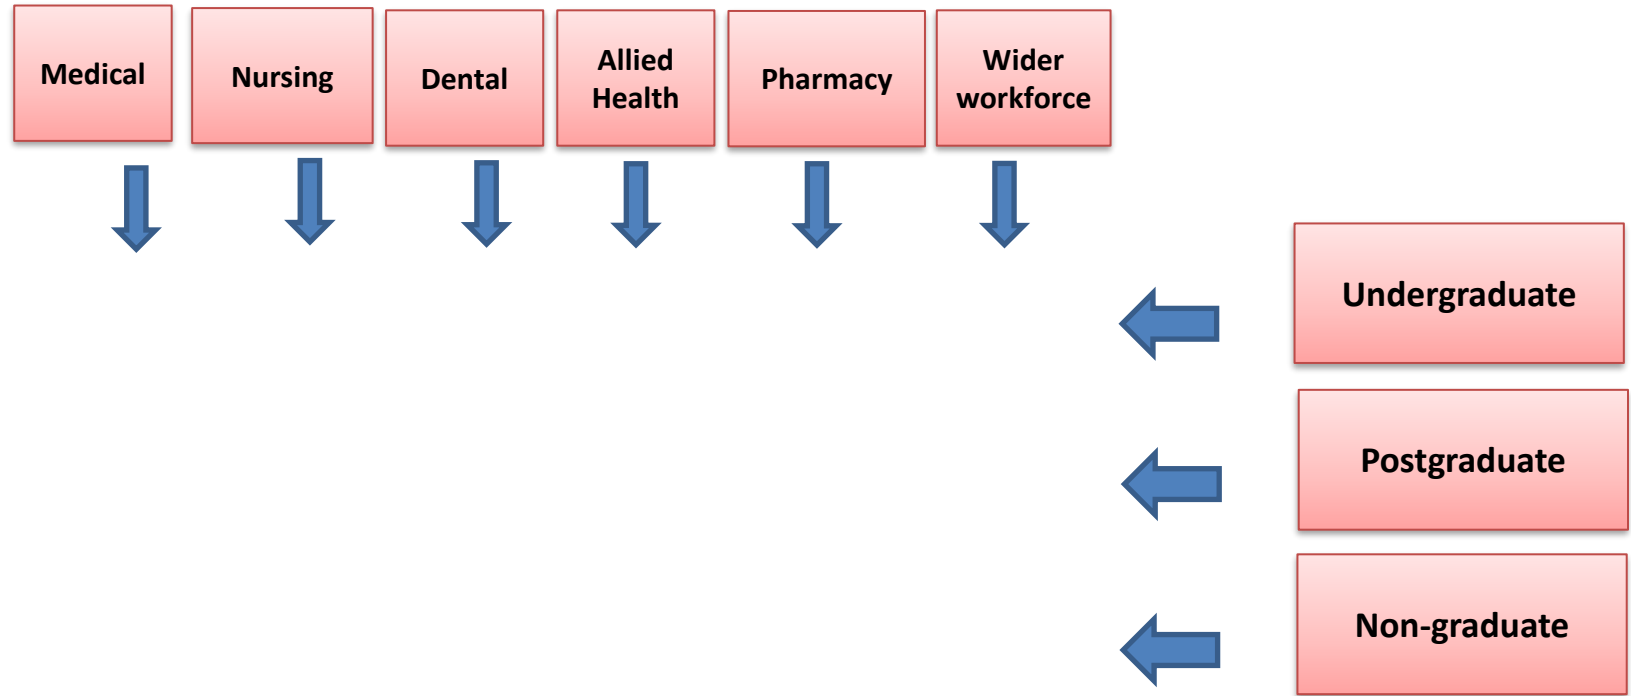 Medical
Nursing
Dental
Allied
Health
Pharmacy
Wider
workforce
Undergraduate
Postgraduate
Non-graduate